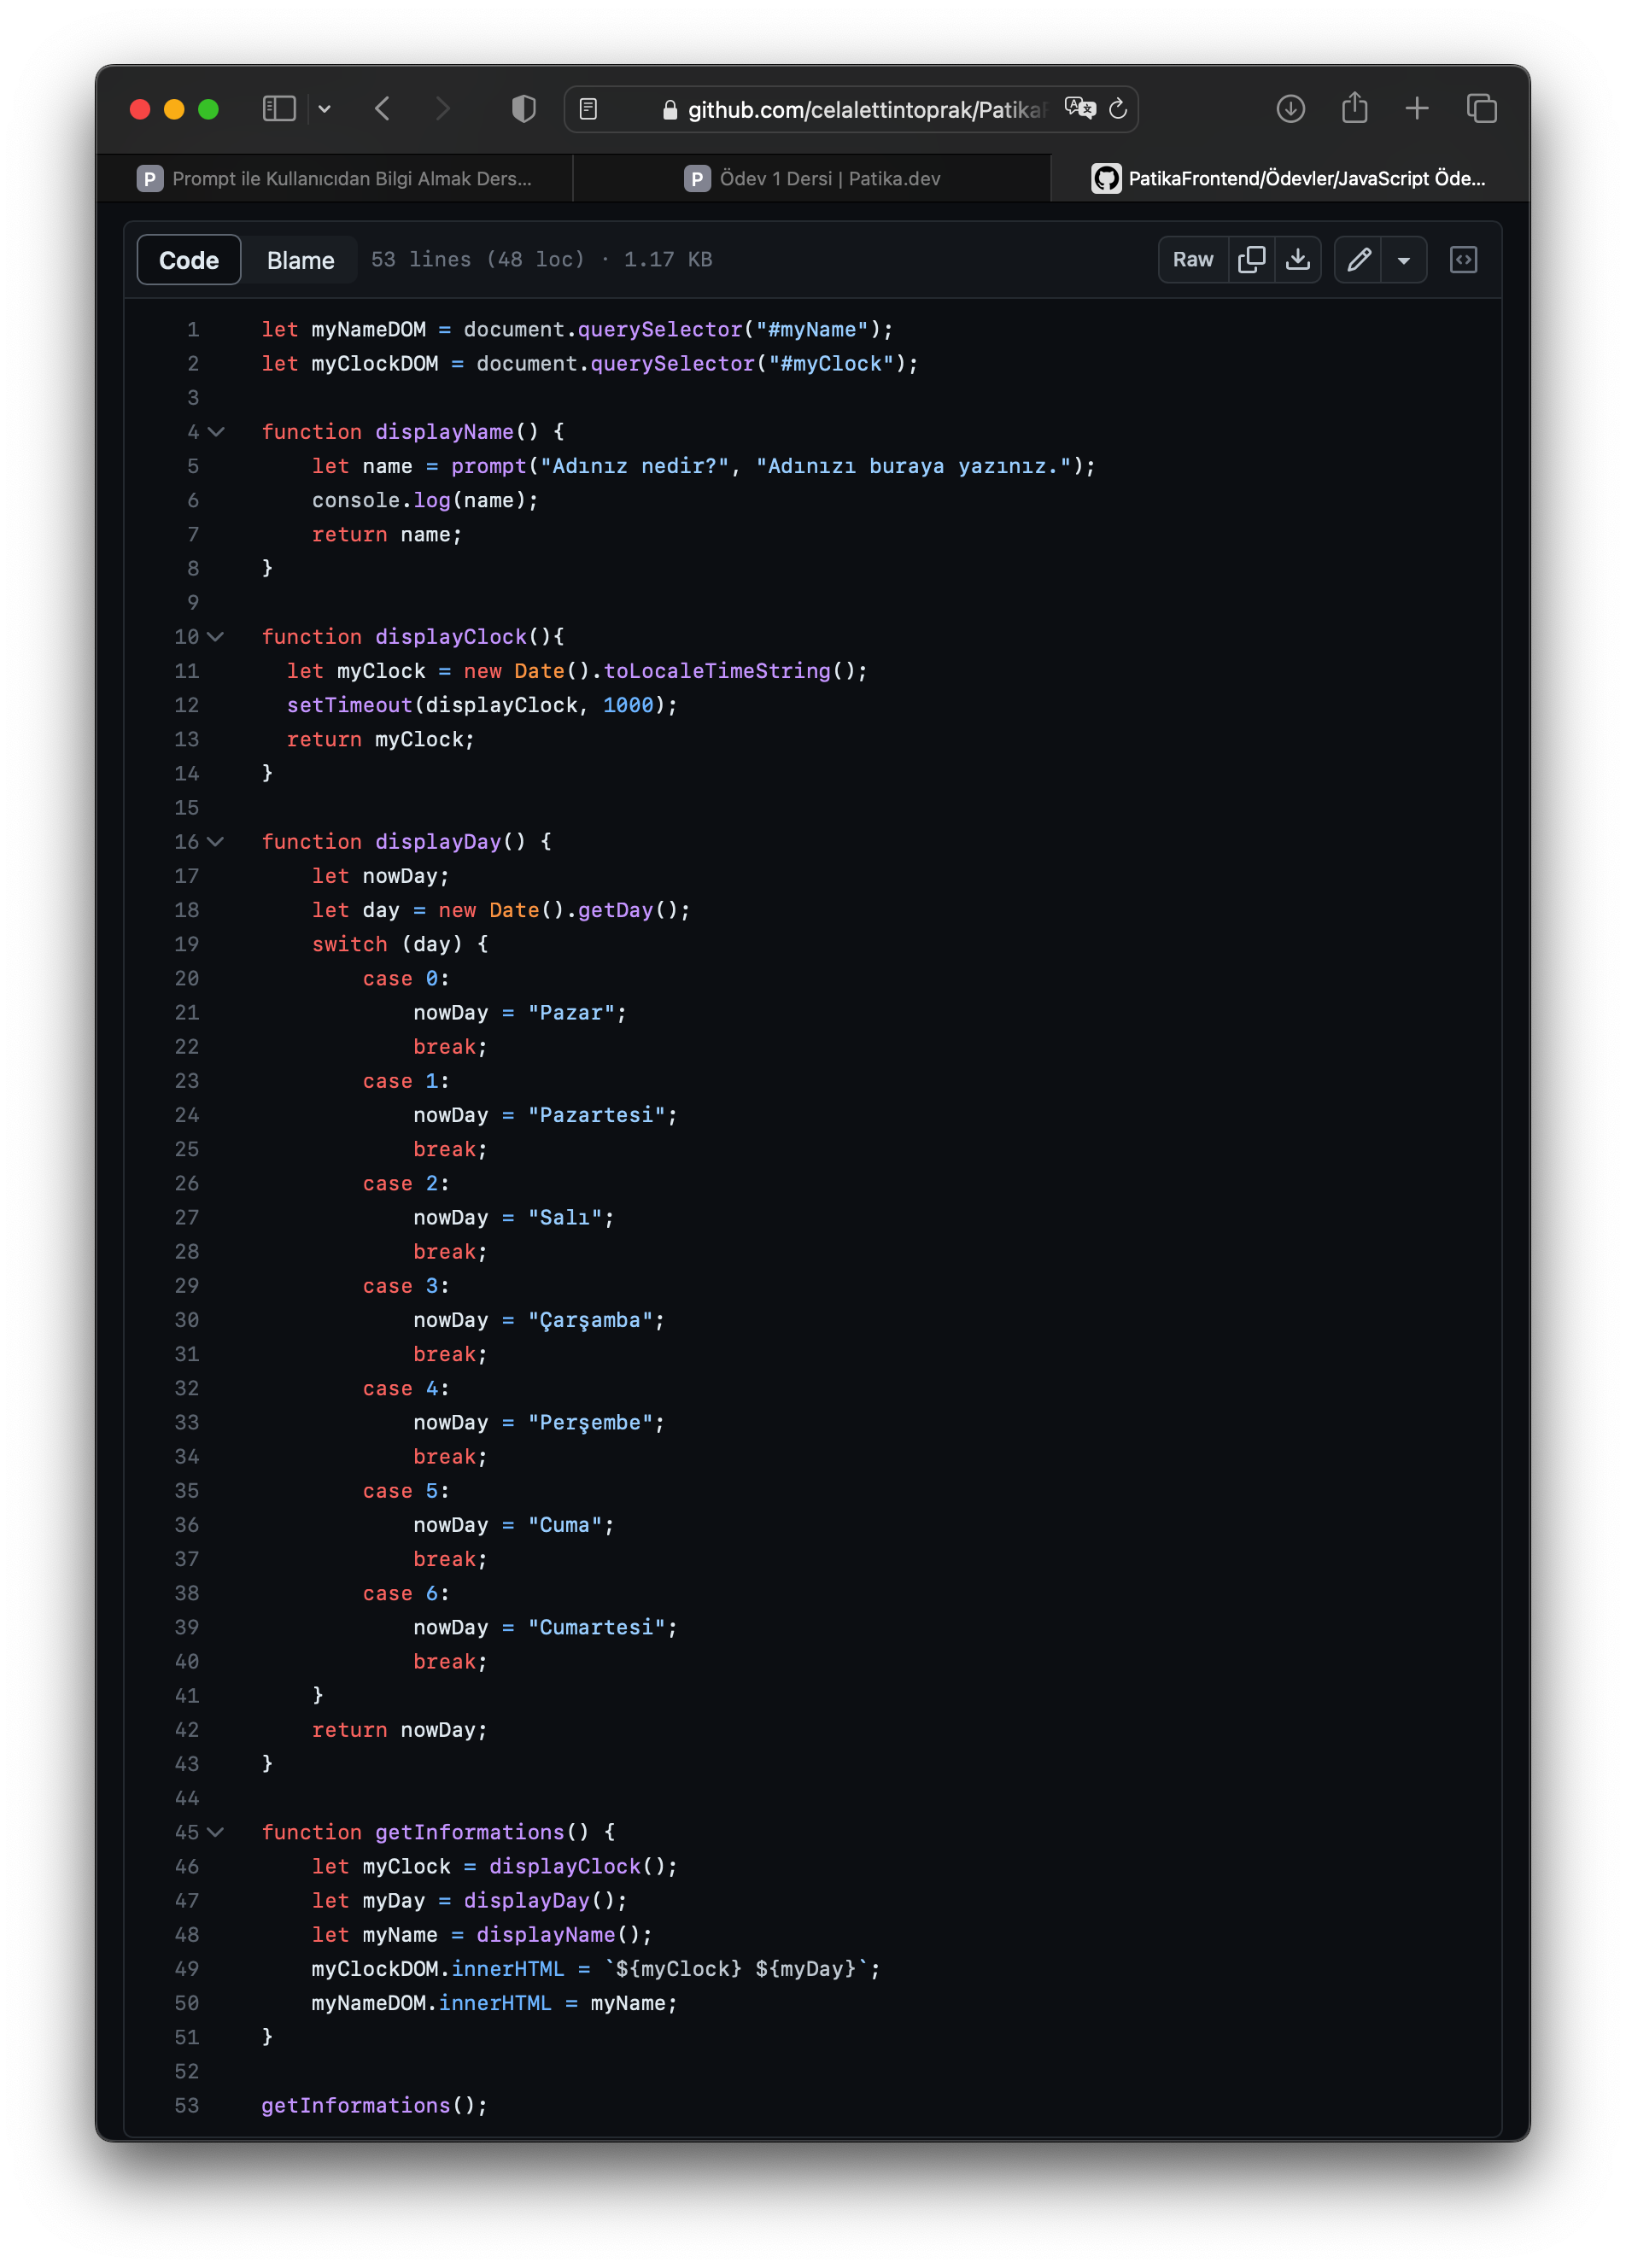 github.com/celalettintoprak/Patika
Prompt ile Kullanıcıdan Bilgi Almak Ders...
Ödev 1 Dersi | Patika.dev
PatikaFrontend/Ödevler/JavaScript Öde...
Code Blame 53 lines (48 loc) · 1.17 KB Raw
1 let myNameDOM = document.querySelector("#myName");
2 let myClockDOM = document.querySelector("#myClock");
3
4 function displayName() {
5 let name = prompt("Adınız nedir?", "Adınızı buraya yazınız.");
6 console.log(name);
7 return name;
8 }
9
10 function displayClock(){
11 let myClock = new Date().toLocaleTimeString();
12 setTimeout(displayClock, 1000);
13 return myClock;
14 }
15
16 function displayDay() {
17 let nowDay;
18 let day = new Date().getDay();
19 switch (day) {
20 case 0:
21 nowDay = "Pazar";
22 break;
23 case 1:
24 nowDay = "Pazartesi";
25 break;
26 case 2:
27 nowDay = "Salı";
28 break;
29 case 3:
30 nowDay = "Çarşamba";
31 break;
32 case 4:
33 nowDay = "Perşembe";
34 break;
35 case 5:
36 nowDay = "Cuma";
37 break;
38 case 6:
39 nowDay = "Cumartesi";
40 break;
41 }
42 return nowDay;
43 }
44
45 function getInformations() {
46 let myClock = displayClock();
47 let myDay = displayDay();
48 let myName = displayName();
49 myClockDOM.innerHTML = `${myClock} ${myDay}`;
50 myNameDOM.innerHTML = myName;
51 }
52
53 getInformations();